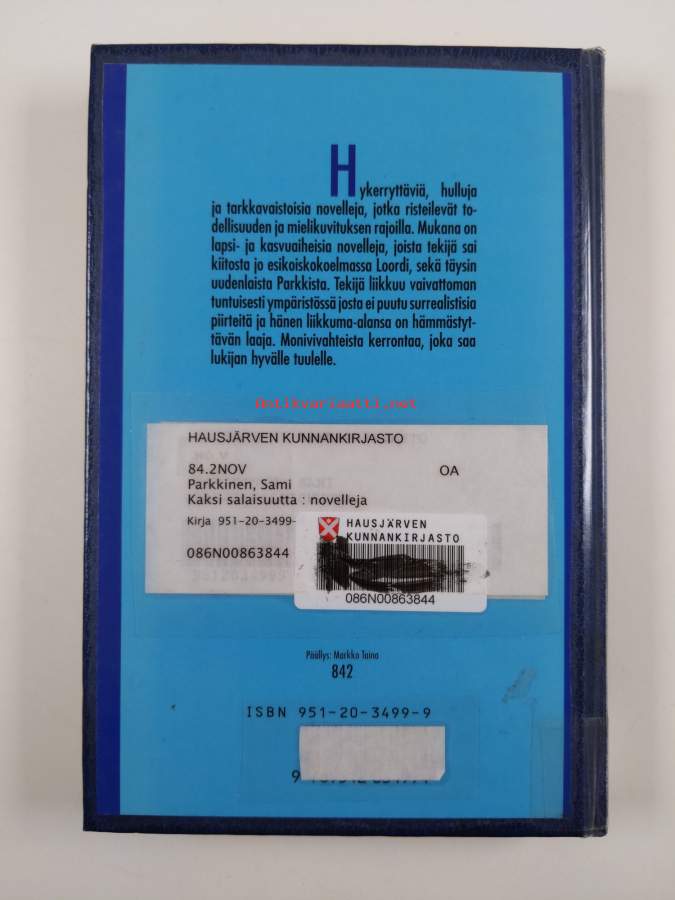 Hykerryttäviä, hulluja
ja tarkkavaistoisia novelleja, jotka risteilevät to-
dellisuuden ja mielikuvituksen rajoilla. Mukana on
lapsi- ja kasvuaiheisia novelleja, joista tekijä sai
kiitosta jo esikoiskokoelmassa Loordi, sekä täysin
uudenlaista Parkkista. Tekijä liikkuu vaivattoman
tuntuisesti ympäristössä josta ei puutu surrealistisia
piirteitä ja hänen liikkuma-alansa on hämmästyt-
tävän laaja. Monivivahteista kerrontaa, joka saa
lukijan hyvälle tuulelle.
antikvariaatti.net
HAUSJÄRVEN KUNNANKIRJASTO
84.2NOV OA
Parkkinen, Sami
Kaksi salaisuutta : novelleja
Kirja 951-20-3499-
086N00863844
HAUSJÄRVEN
KUNNANKIRJASTO
086N00863844
Päällys: Markko Taina
842
ISBN 951-20-3499-9